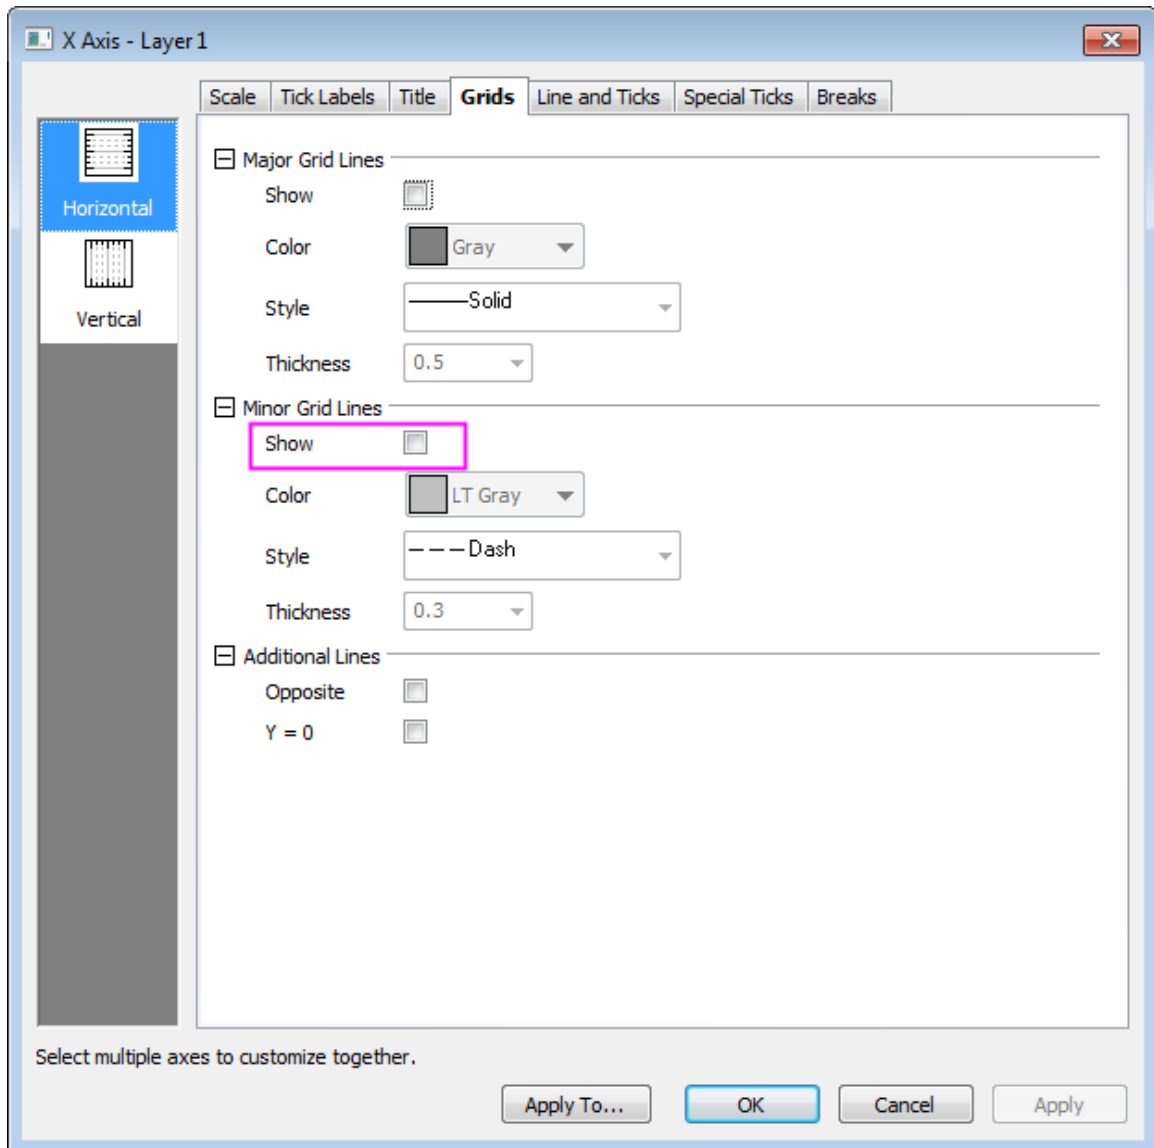 X Axis - Layer 1
Scale Tick Labels Title Grids Line and Ticks Special Ticks Breaks
Horizontal
Vertical
Major Grid Lines
Show
Color Gray
Style Solid
Thickness 0.5
Minor Grid Lines
Show
Color LT Gray
Style Dash
Thickness 0.3
Additional Lines
Opposite
Y = 0
Select multiple axes to customize together.
Apply To... OK Cancel Apply